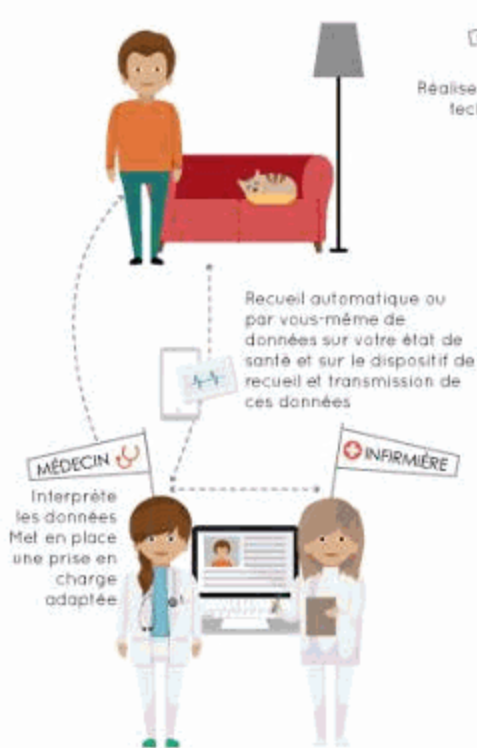 Réalise
Recueil automatique ou
par vous-même de
données sur votre état de
santé et sur le dispositif de
recueil et transmission de
ces données
MÉDECIN
INFIRMIÈRE
Interprète
les données
Met en place
une prise en
charge
adaptée